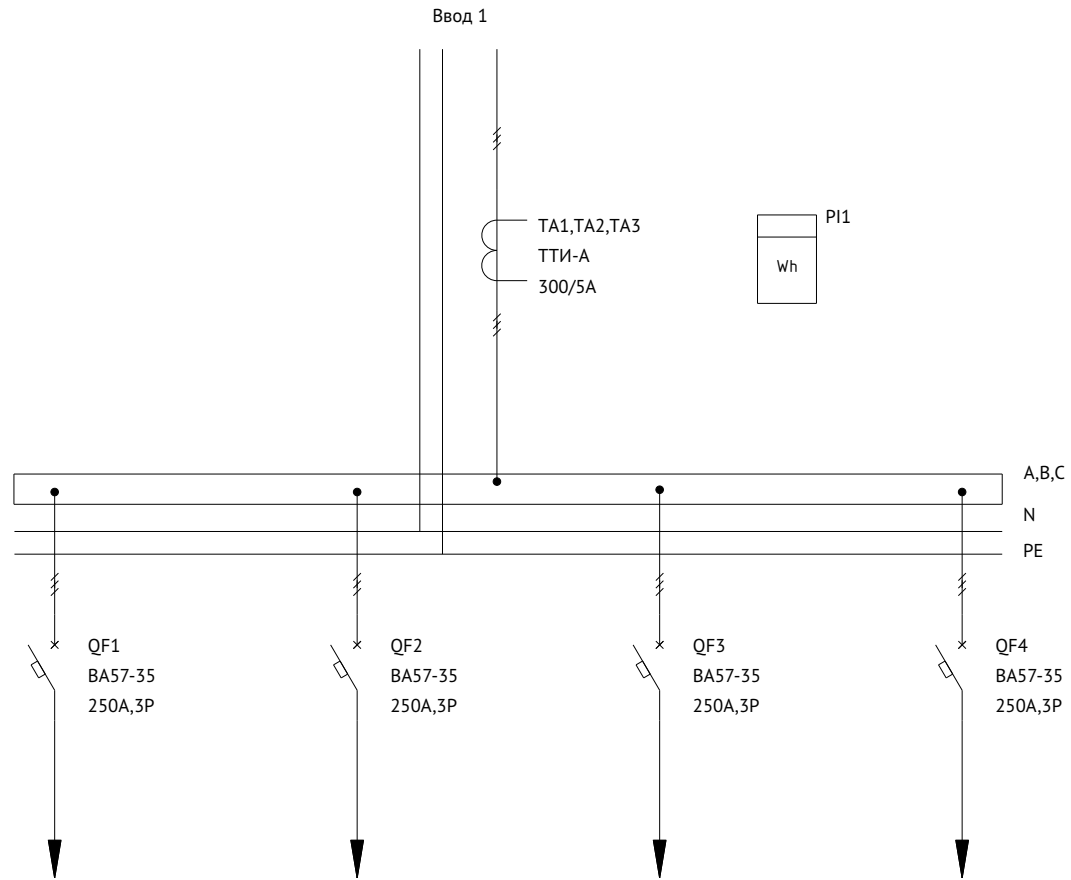 Ввод 1
TA1,TA2,TA3
ТТИ-А
300/5А
PI1
Wh
A,B,C
N
PE
QF1
ВА57-35
250А,3Р
QF2
ВА57-35
250А,3Р
QF3
ВА57-35
250А,3Р
QF4
ВА57-35
250А,3Р